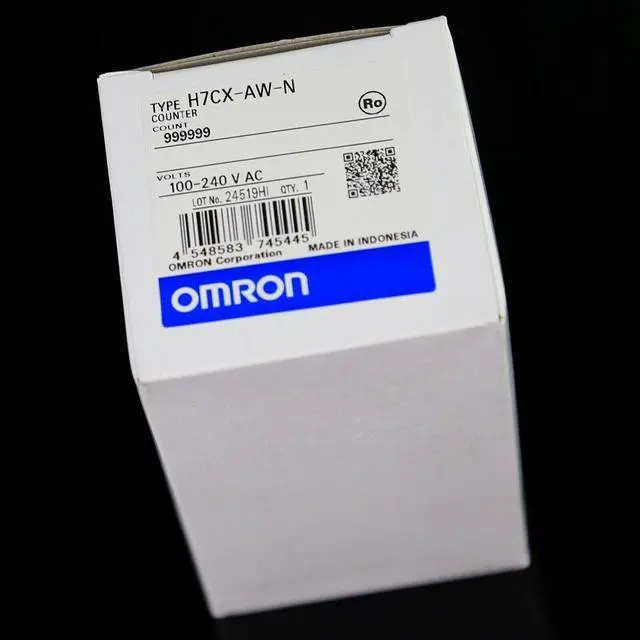 TYPE H7CX-AW-N
COUNTER
Ro
COUNT
999999
VOLTS
100-240 V AC
LOT No. 24519HI QTY. 1
4 548583 745445
OMRON Corporation MADE IN INDONESIA
OMRON